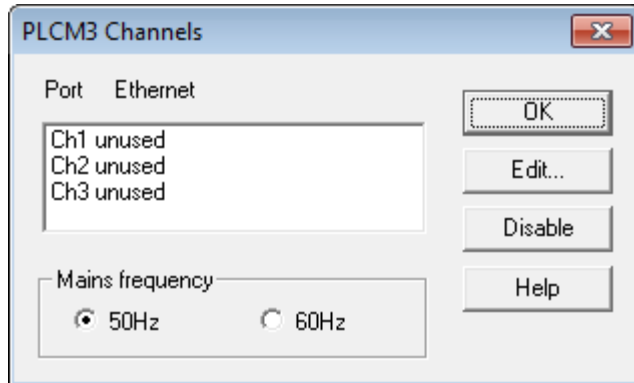 PLCM3 Channels
Port Ethernet
Ch1 unused
Ch2 unused
Ch3 unused
OK
Edit...
Disable
Help
Mains frequency
50Hz 60Hz